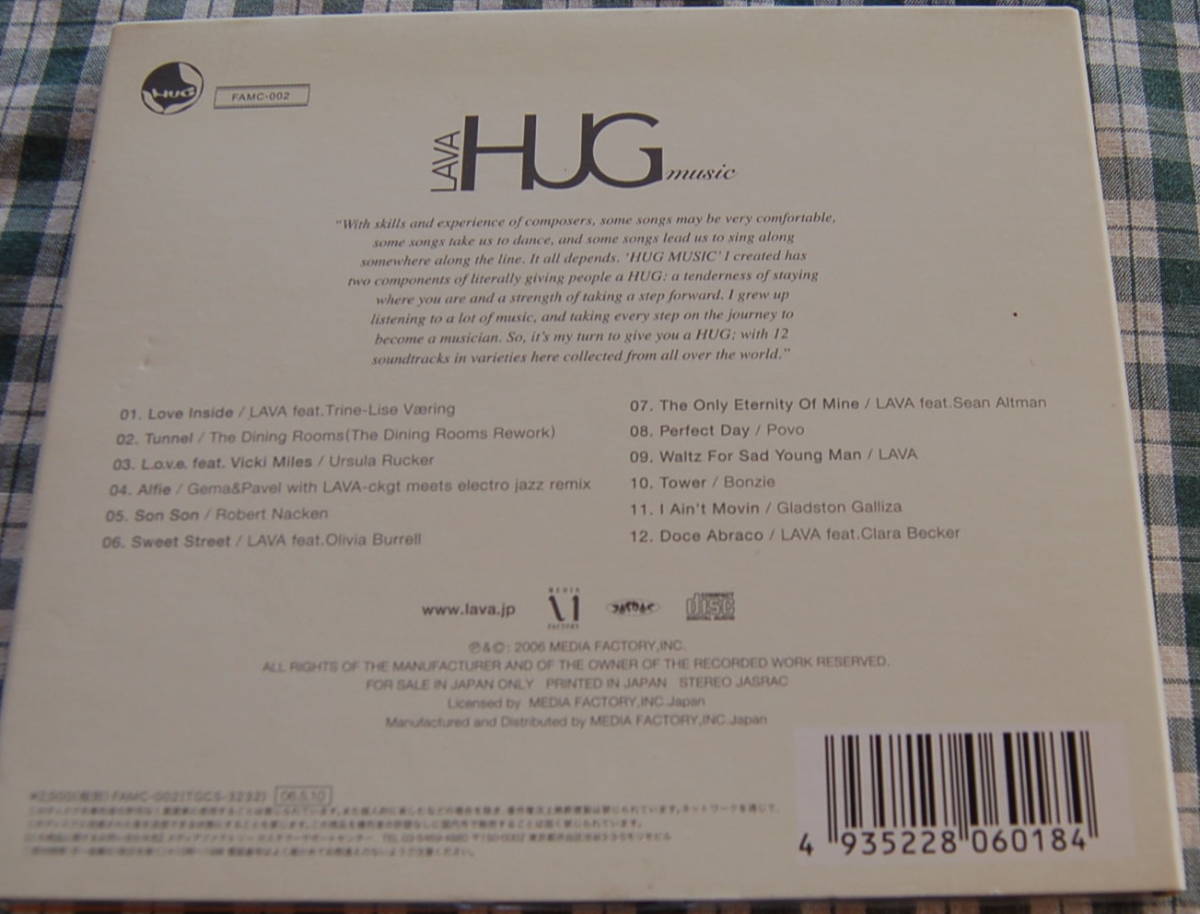 HUG
FAMC-002
LAVA HUG music
"With skills and experience of composers, some songs may be very comfortable,
some songs take us to dance, and some songs lead us to sing along
somewhere along the line. It all depends. 'HUG MUSIC' I created has
two components of literally giving people a HUG: a tenderness of staying
where you are and a strength of taking a step forward. I grew up
listening to a lot of music, and taking every step on the journey to
become a musician. So, it's my turn to give you a HUG; with 12
soundtracks in varieties here collected from all over the world."
01. Love Inside / LAVA feat.Trine-Lise Væring
02. Tunnel / The Dining Rooms(The Dining Rooms Rework)
03. L.o.v.e. feat. Vicki Miles / Ursula Rucker
04. Alfie / Gema&Pavel with LAVA-ckgt meets electro jazz remix
05. Son Son / Robert Nacken
06. Sweet Street / LAVA feat.Olivia Burrell
07. The Only Eternity Of Mine / LAVA feat.Sean Altman
08. Perfect Day / Povo
09. Waltz For Sad Young Man / LAVA
10. Tower / Bonzie
11. I Ain't Movin / Gladston Galliza
12. Doce Abraco / LAVA feat.Clara Becker
www.lava.jp
MEDIA FACTORY
JASRAC
COMPACT disc DIGITAL AUDIO
℗&©: 2006 MEDIA FACTORY,INC.
ALL RIGHTS OF THE MANUFACTURER AND OF THE OWNER OF THE RECORDED WORK RESERVED.
FOR SALE IN JAPAN ONLY PRINTED IN JAPAN STEREO JASRAC
Licensed by MEDIA FACTORY,INC.Japan
Manufactured and Distributed by MEDIA FACTORY,INC.Japan
FAMC-002(TGCS-3232) 06.5.10
4 935228 060184